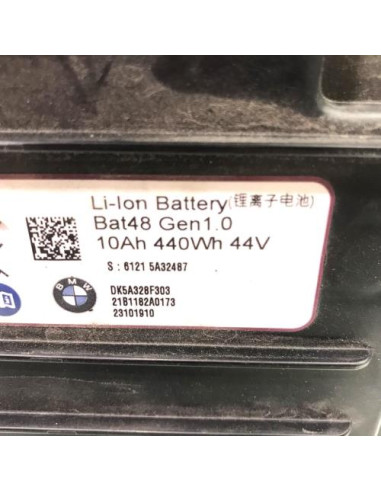 Li-Ion Battery(锂离子电池)
Bat48 Gen1.0
10Ah 440Wh 44V
S : 6121 5A32487
BMW
DK5A328F303
21B1182A0173
23101910